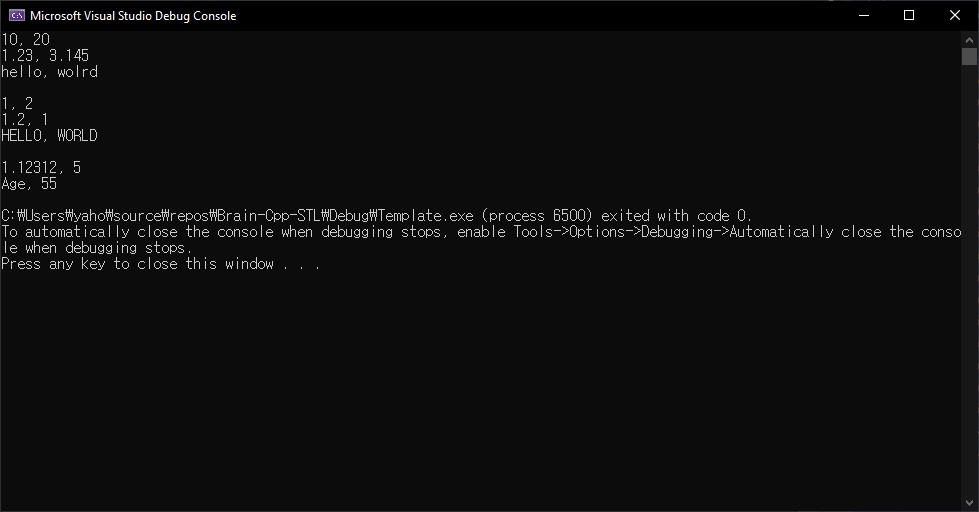 Microsoft Visual Studio Debug Console
10, 20
1.23, 3.145
hello, wolrd
1, 2
1.2, 1
HELLO, WORLD
1.12312, 5
Age, 55
C:₩Users₩yaho₩source₩repos₩Brain-Cpp-STL₩Debug₩Template.exe (process 6500) exited with code 0.
To automatically close the console when debugging stops, enable Tools->Options->Debugging->Automatically close the conso
le when debugging stops.
Press any key to close this window . . .